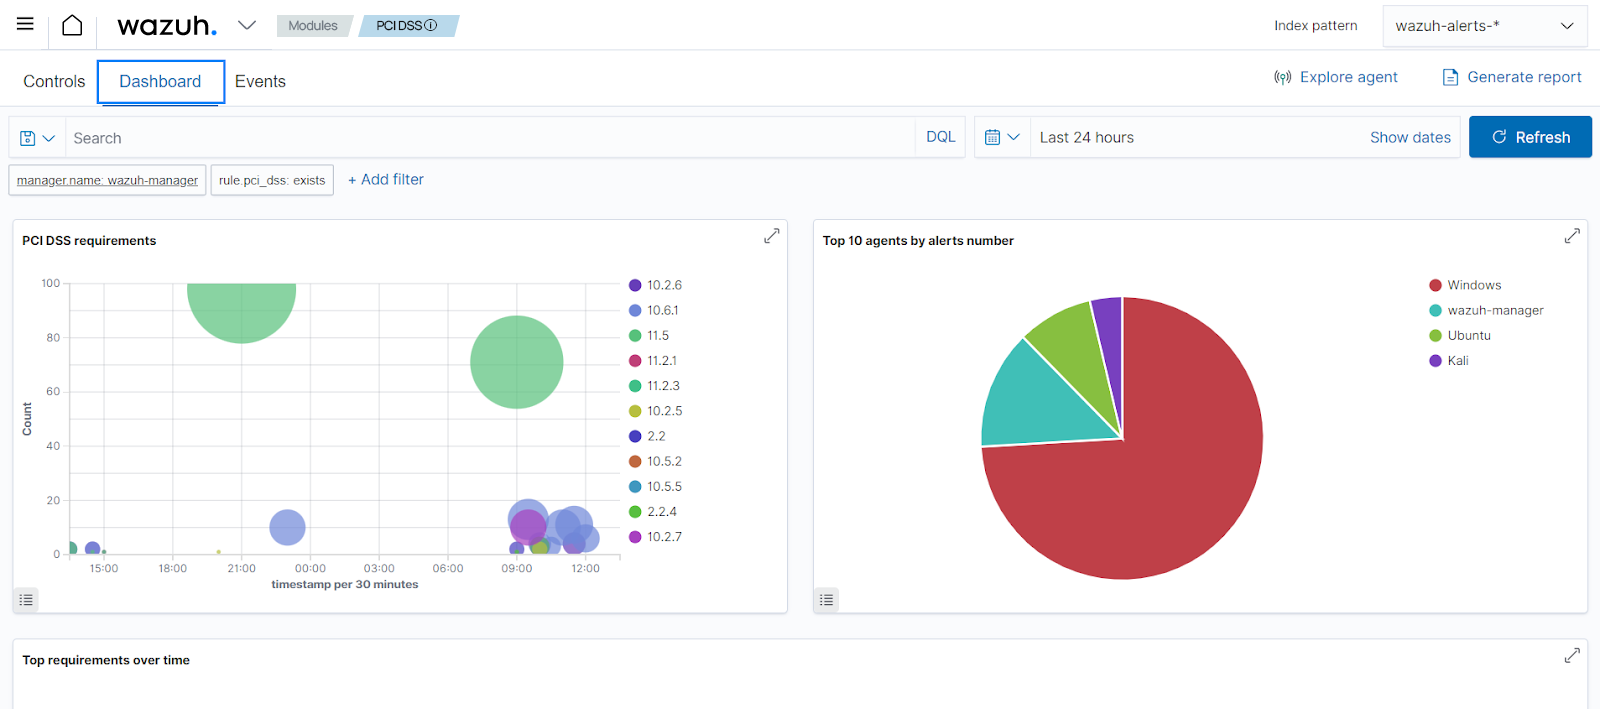 wazuh.
Modules
PCI DSS
Index pattern
wazuh-alerts-*
Controls
Dashboard
Events
Explore agent
Generate report
Search
DQL
Last 24 hours
Show dates
Refresh
manager.name: wazuh-manager
rule.pci_dss: exists
+ Add filter
PCI DSS requirements
100
80
60
40
20
0
Count
15:00
18:00
21:00
00:00
03:00
06:00
09:00
12:00
timestamp per 30 minutes
10.2.6
10.6.1
11.5
11.2.1
11.2.3
10.2.5
2.2
10.5.2
10.5.5
2.2.4
10.2.7
Top 10 agents by alerts number
Windows
wazuh-manager
Ubuntu
Kali
Top requirements over time